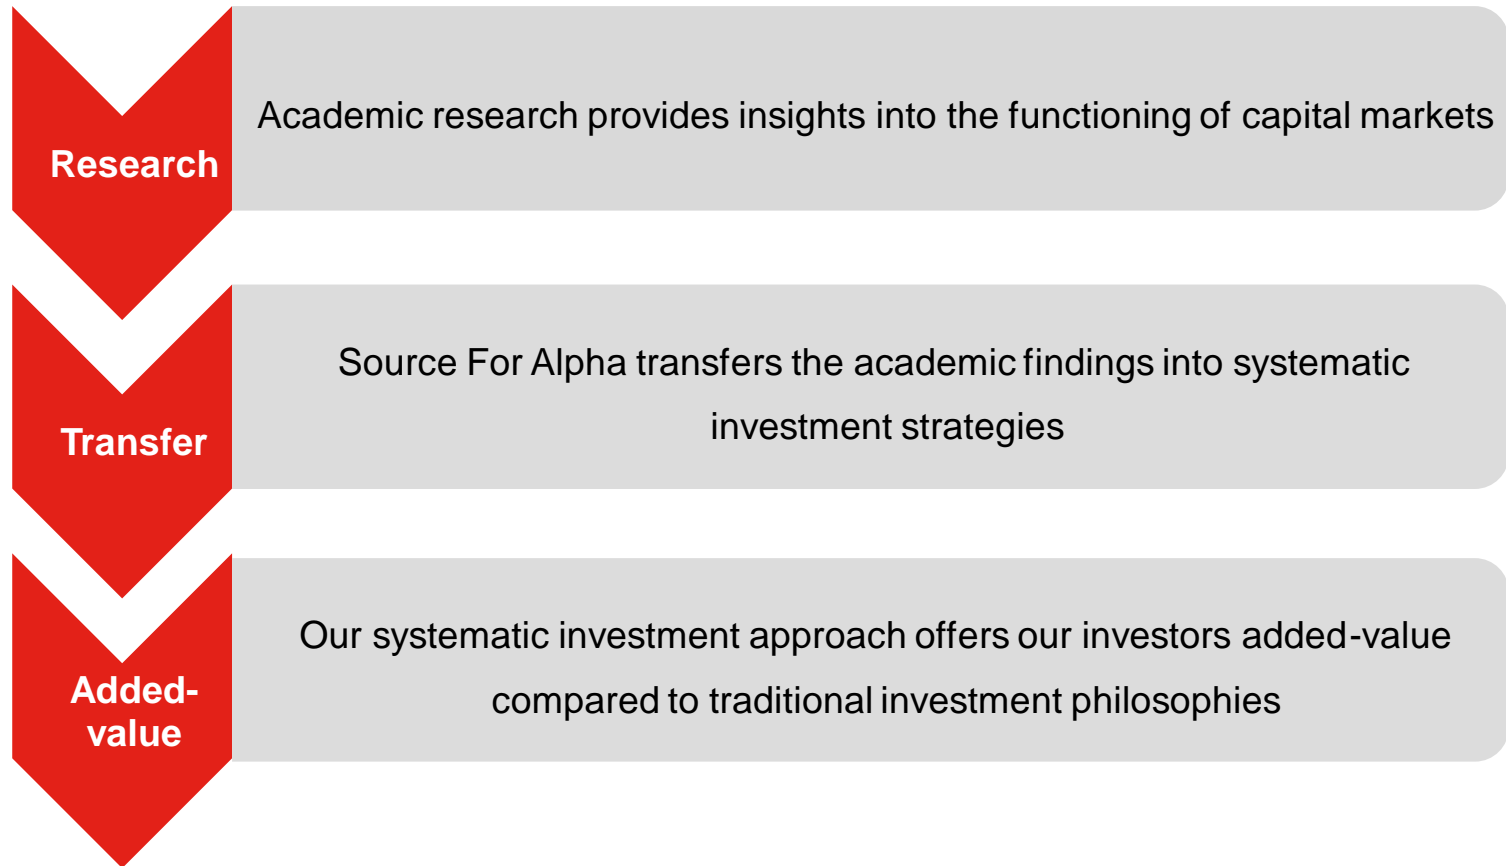 Research
Academic research provides insights into the functioning of capital markets
Transfer
Source For Alpha transfers the academic findings into systematic
investment strategies
Added-
value
Our systematic investment approach offers our investors added-value
compared to traditional investment philosophies